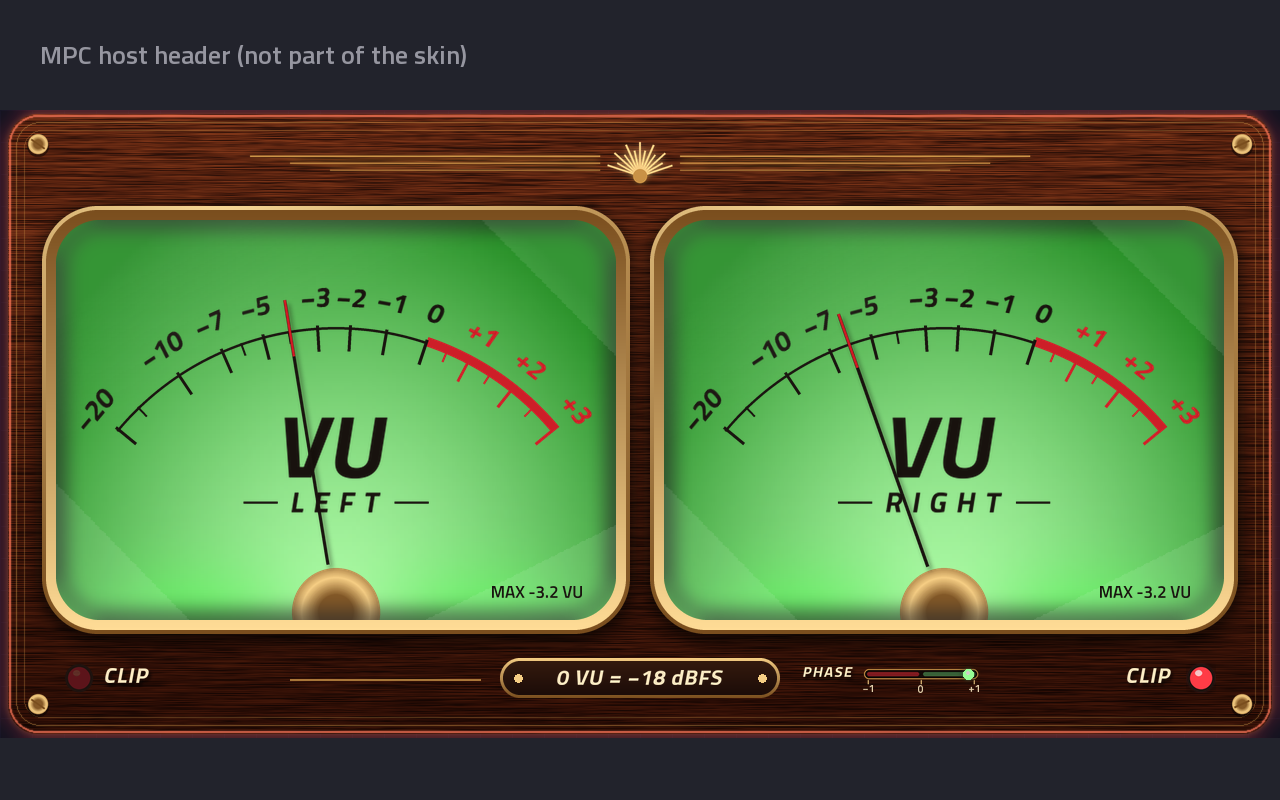 MPC host header (not part of the skin)
-20 -10 -7 -5 -3 -2 -1 0 +1 +2 +3
VU
LEFT
MAX -3.2 VU
-20 -10 -7 -5 -3 -2 -1 0 +1 +2 +3
VU
RIGHT
MAX -3.2 VU
CLIP
0 VU = −18 dBFS
PHASE
−1 0 +1
CLIP